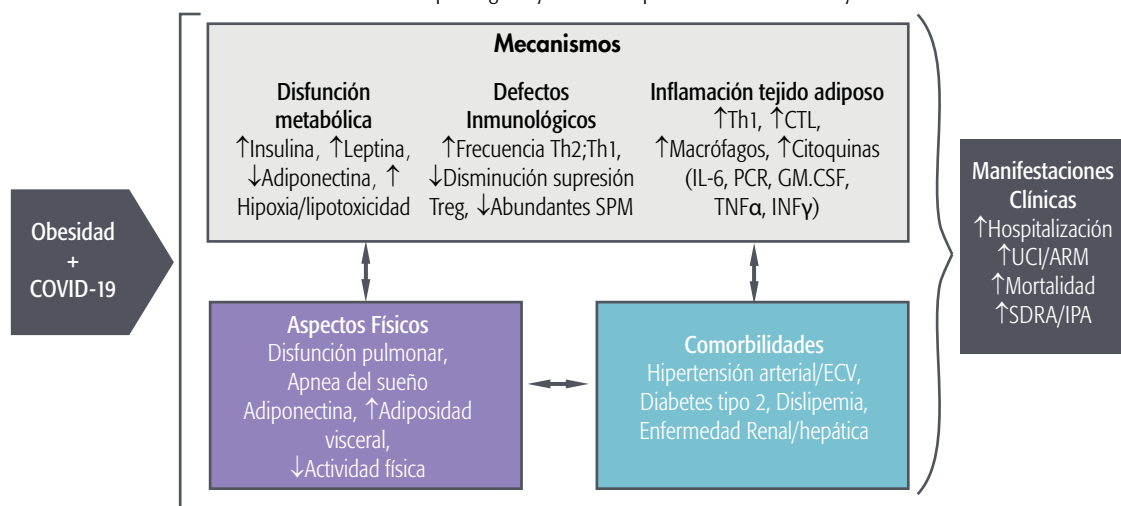 Mecanismos
Disfunción
metabólica
↑Insulina, ↑Leptina,
↓Adiponectina, ↑
Hipoxia/lipotoxicidad
Defectos
Inmunológicos
↑Frecuencia Th2;Th1,
↓Disminución supresión
Treg, ↓Abundantes SPM
Inflamación tejido adiposo
↑Th1, ↑CTL,
↑Macrófagos, ↑Citoquinas
(IL-6, PCR, GM.CSF,
TNFα, INFγ)
Obesidad
+
COVID-19
Aspectos Físicos
Disfunción pulmonar,
Apnea del sueño
Adiponectina, ↑Adiposidad
visceral,
↓Actividad física
Comorbilidades
Hipertensión arterial/ECV,
Diabetes tipo 2, Dislipemia,
Enfermedad Renal/hepática
Manifestaciones
Clínicas
↑Hospitalización
↑UCI/ARM
↑Mortalidad
↑SDRA/IPA